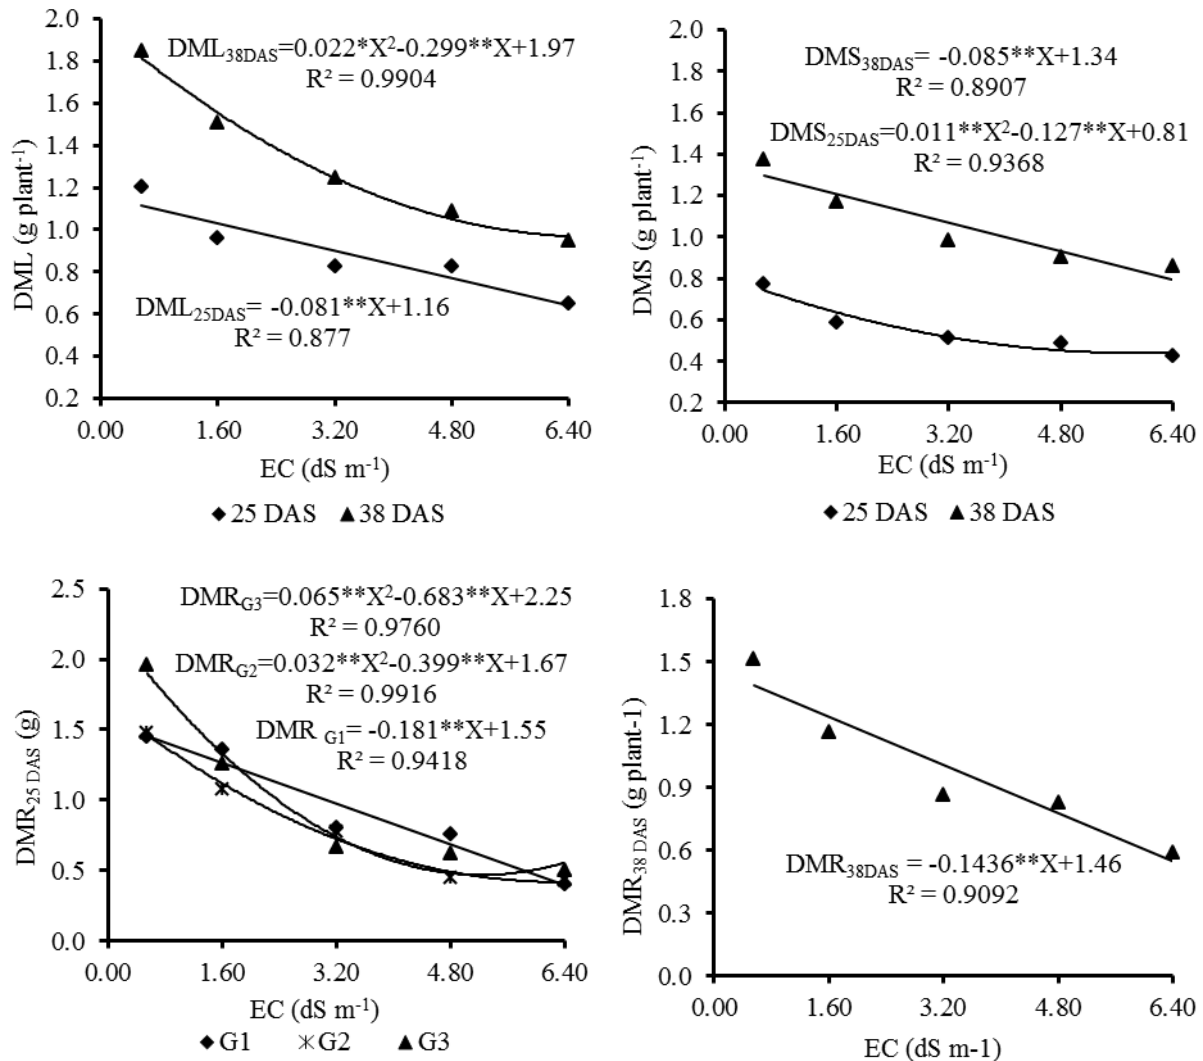 2.0
1.8
1.6
1.4
1.2
1.0
0.8
0.6
0.4
0.2
DML (g plant⁻¹)
DML38DAS=0.022*X²-0.299**X+1.97
R² = 0.9904
DML25DAS= -0.081**X+1.16
R² = 0.877
0.00 1.60 3.20 4.80 6.40
EC (dS m⁻¹)
◆ 25 DAS ▲ 38 DAS
2.0
1.8
1.6
1.4
1.2
1.0
0.8
0.6
0.4
0.2
DMS (g plant⁻¹)
DMS38DAS= -0.085**X+1.34
R² = 0.8907
DMS25DAS=0.011**X²-0.127**X+0.81
R² = 0.9368
0.00 1.60 3.20 4.80 6.40
EC (dS m⁻¹)
◆ 25 DAS ▲ 38 DAS
2.5
2.0
1.5
1.0
0.5
0.0
DMR25 DAS (g)
DMRG3=0.065**X²-0.683**X+2.25
R² = 0.9760
DMRG2=0.032**X²-0.399**X+1.67
R² = 0.9916
DMR G1= -0.181**X+1.55
R² = 0.9418
0.00 1.60 3.20 4.80 6.40
EC (dS m⁻¹)
◆ G1 ✳ G2 ▲ G3
1.8
1.5
1.2
0.9
0.6
0.3
0.0
DMR38 DAS (g plant-1)
DMR38DAS = -0.1436**X+1.46
R² = 0.9092
0.00 1.60 3.20 4.80 6.40
EC (dS m-1)